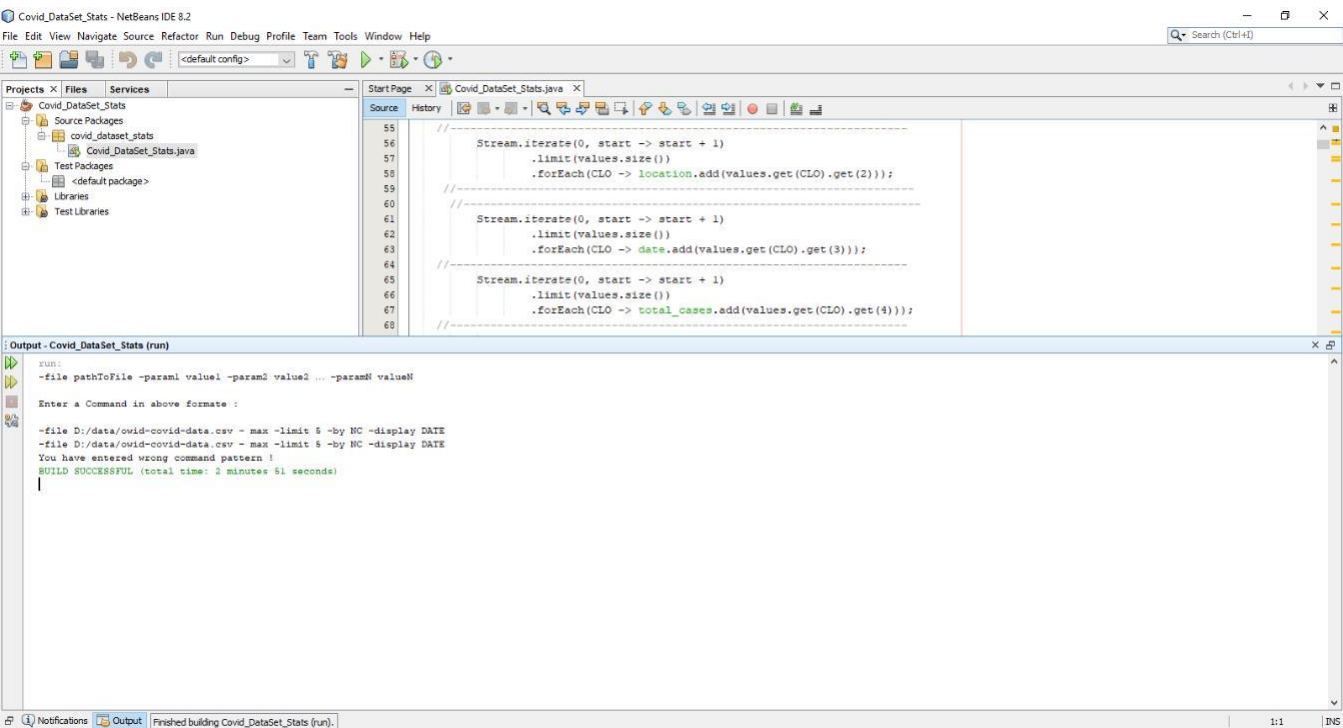 Covid_DataSet_Stats - NetBeans IDE 8.2
File Edit View Navigate Source Refactor Run Debug Profile Team Tools Window Help
Search (Ctrl+I)
<default config>
Projects Files Services
Start Page Covid_DataSet_Stats.java
Covid_DataSet_Stats
Source Packages
covid_dataset_stats
Covid_DataSet_Stats.java
Test Packages
<default package>
Libraries
Test Libraries
Source History
55 //----------------------------------------------------------------------
56 Stream.iterate(0, start -> start + 1)
57 .limit(values.size())
58 .forEach(CLO -> location.add(values.get(CLO).get(2)));
59 //----------------------------------------------------------------------
60 //----------------------------------------------------------------------
61 Stream.iterate(0, start -> start + 1)
62 .limit(values.size())
63 .forEach(CLO -> date.add(values.get(CLO).get(3)));
64 //----------------------------------------------------------------------
65 Stream.iterate(0, start -> start + 1)
66 .limit(values.size())
67 .forEach(CLO -> total_cases.add(values.get(CLO).get(4)));
68 //----------------------------------------------------------------------
Output - Covid_DataSet_Stats (run)
run:
-file pathToFile -param1 value1 -param2 value2 ... -paramN valueN
Enter a Command in above formate :
-file D:/data/owid-covid-data.csv - max -limit 5 -by NC -display DATE
-file D:/data/owid-covid-data.csv - max -limit 5 -by NC -display DATE
You have entered wrong command pattern !
BUILD SUCCESSFUL (total time: 2 minutes 51 seconds)
Notifications Output Finished building Covid_DataSet_Stats (run).
1:1 INS